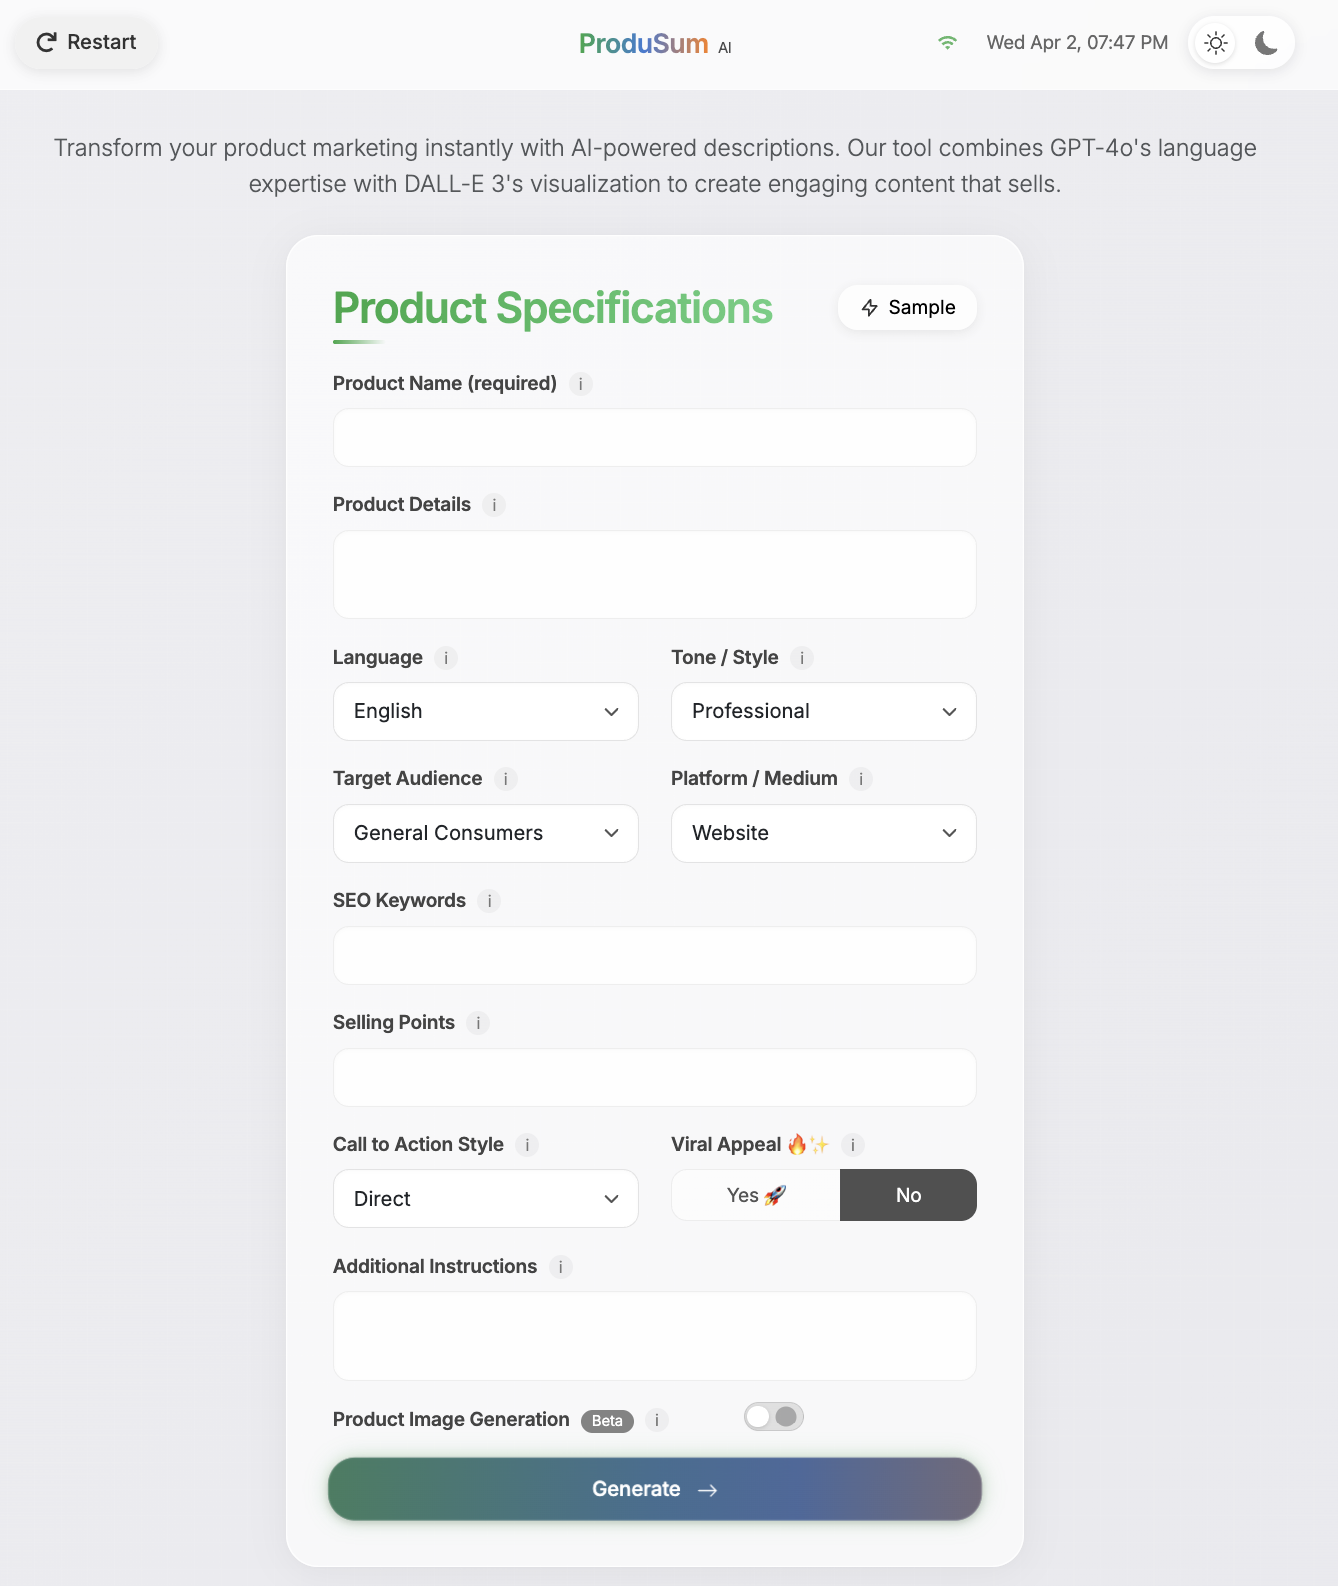 Restart
ProduSum AI
Wed Apr 2, 07:47 PM
Transform your product marketing instantly with AI-powered descriptions. Our tool combines GPT-4o's language
expertise with DALL-E 3's visualization to create engaging content that sells.
Product Specifications
Sample
Product Name (required) i
Product Details i
Language i
Tone / Style i
English
Professional
Target Audience i
Platform / Medium i
General Consumers
Website
SEO Keywords i
Selling Points i
Call to Action Style i
Viral Appeal 🔥✨ i
Direct
Yes 🚀
No
Additional Instructions i
Product Image Generation Beta i
Generate →